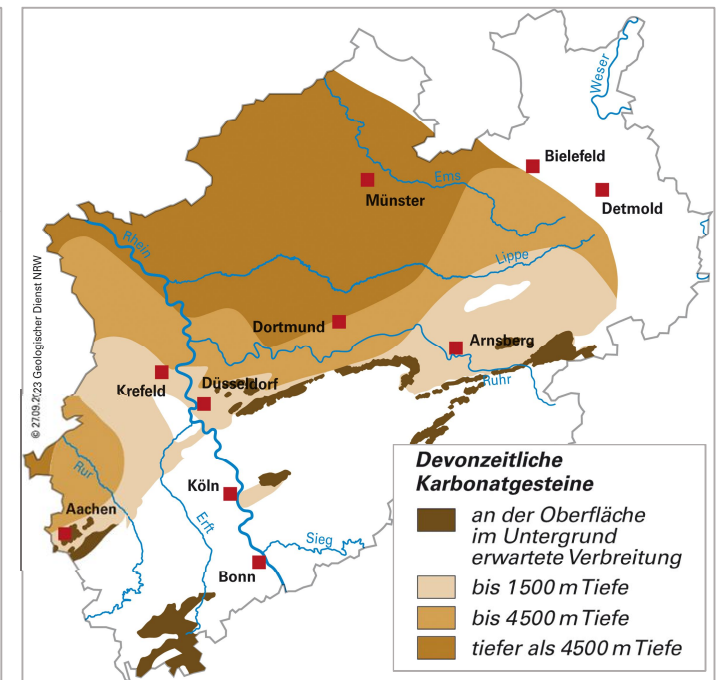 Weser
Bielefeld
Detmold
Ems
Münster
Rhein
Lippe
Dortmund
Arnsberg
Krefeld
Düsseldorf
Ruhr
Rur
Aachen
Köln
Erft
Sieg
Bonn
© 27.09.2023 Geologischer Dienst NRW
Devonzeitliche
Karbonatgesteine
an der Oberfläche
im Untergrund
erwartete Verbreitung
bis 1500 m Tiefe
bis 4500 m Tiefe
tiefer als 4500 m Tiefe